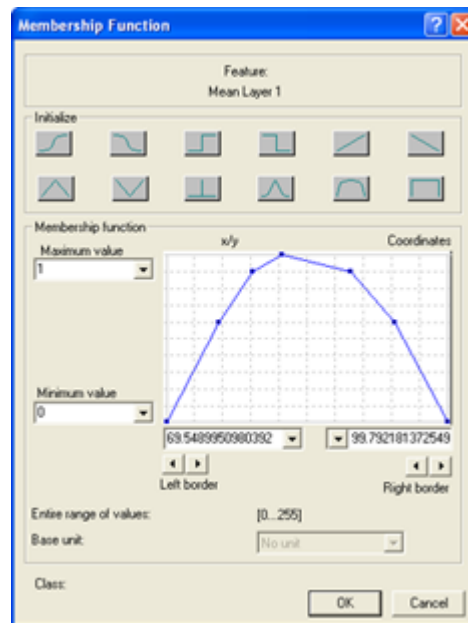 Membership Function
Feature:
Mean Layer 1
Initialize
Membership function
Maximum value
x/y
Coordinates
1
Minimum value
0
69.5489950980392
99.792181372549
Left border
Right border
Entire range of values:
[0...255]
Base unit:
No unit
Class:
OK
Cancel